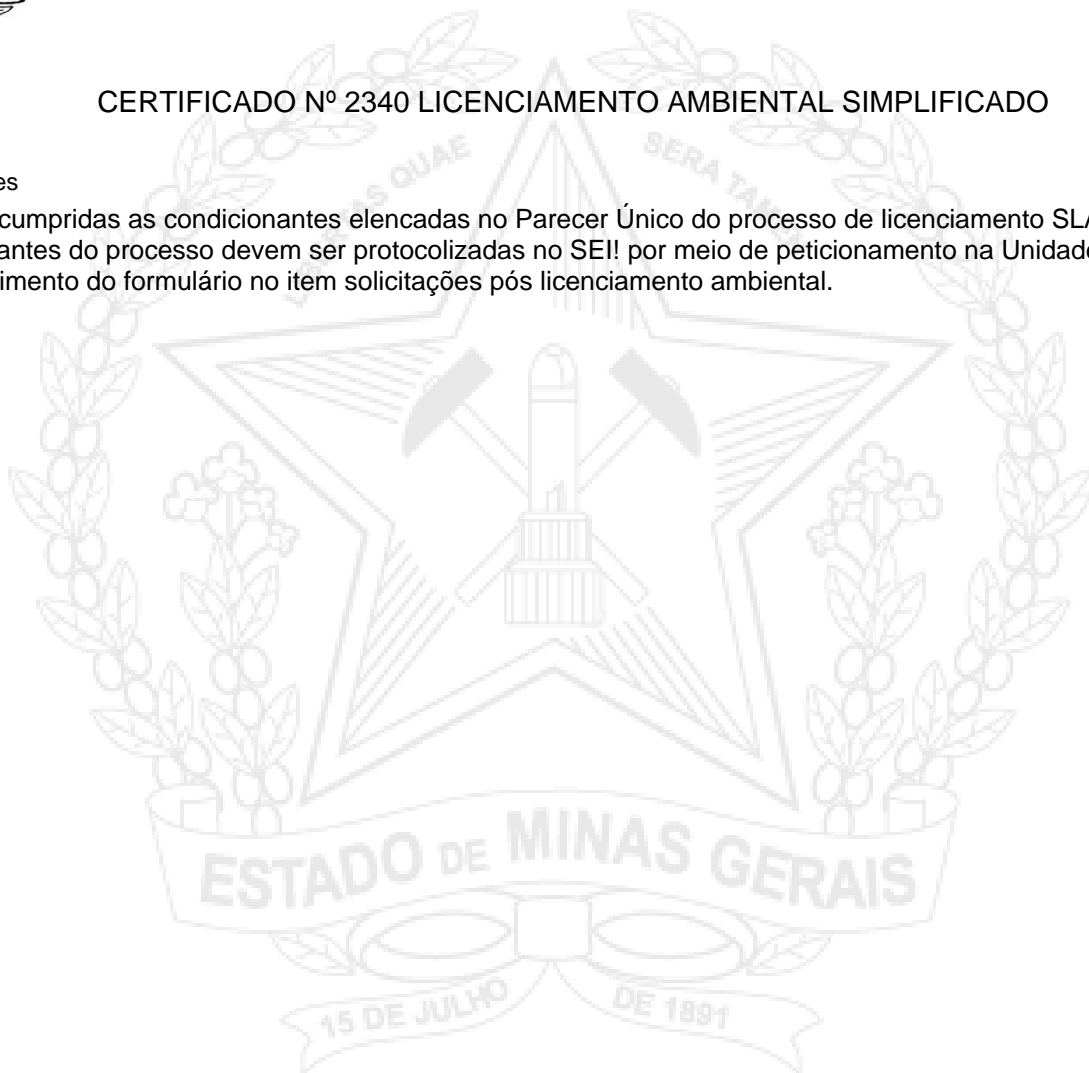 CERTIFICADO Nº 2340 LICENCIAMENTO AMBIENTAL SIMPLIFICADO
cumpridas as condicionantes elencadas no Parecer Único do processo de licenciamento
do processo devem ser protocolizadas no SEI! por meio de peticionamento na
do formulário no item solicitações pós licenciamento ambiental.
QUAE SERA
ESTADO DE MINAS GERAIS
15 DE JULHO DE 1891